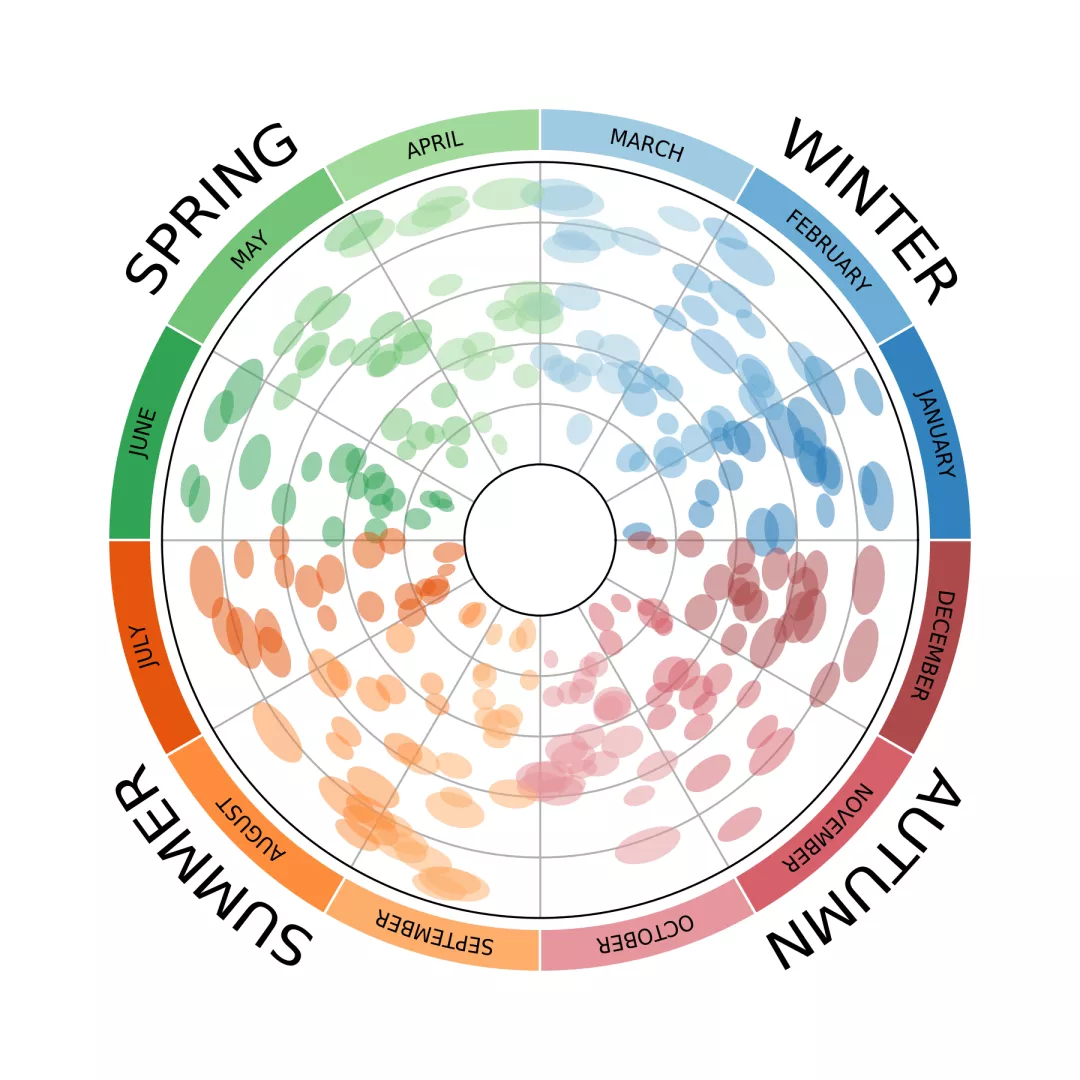 SPRING
WINTER
APRIL
MARCH
MAY
FEBRUARY
JUNE
JANUARY
JULY
DECEMBER
AUGUST
NOVEMBER
SEPTEMBER
OCTOBER
SUMMER
AUTUMN